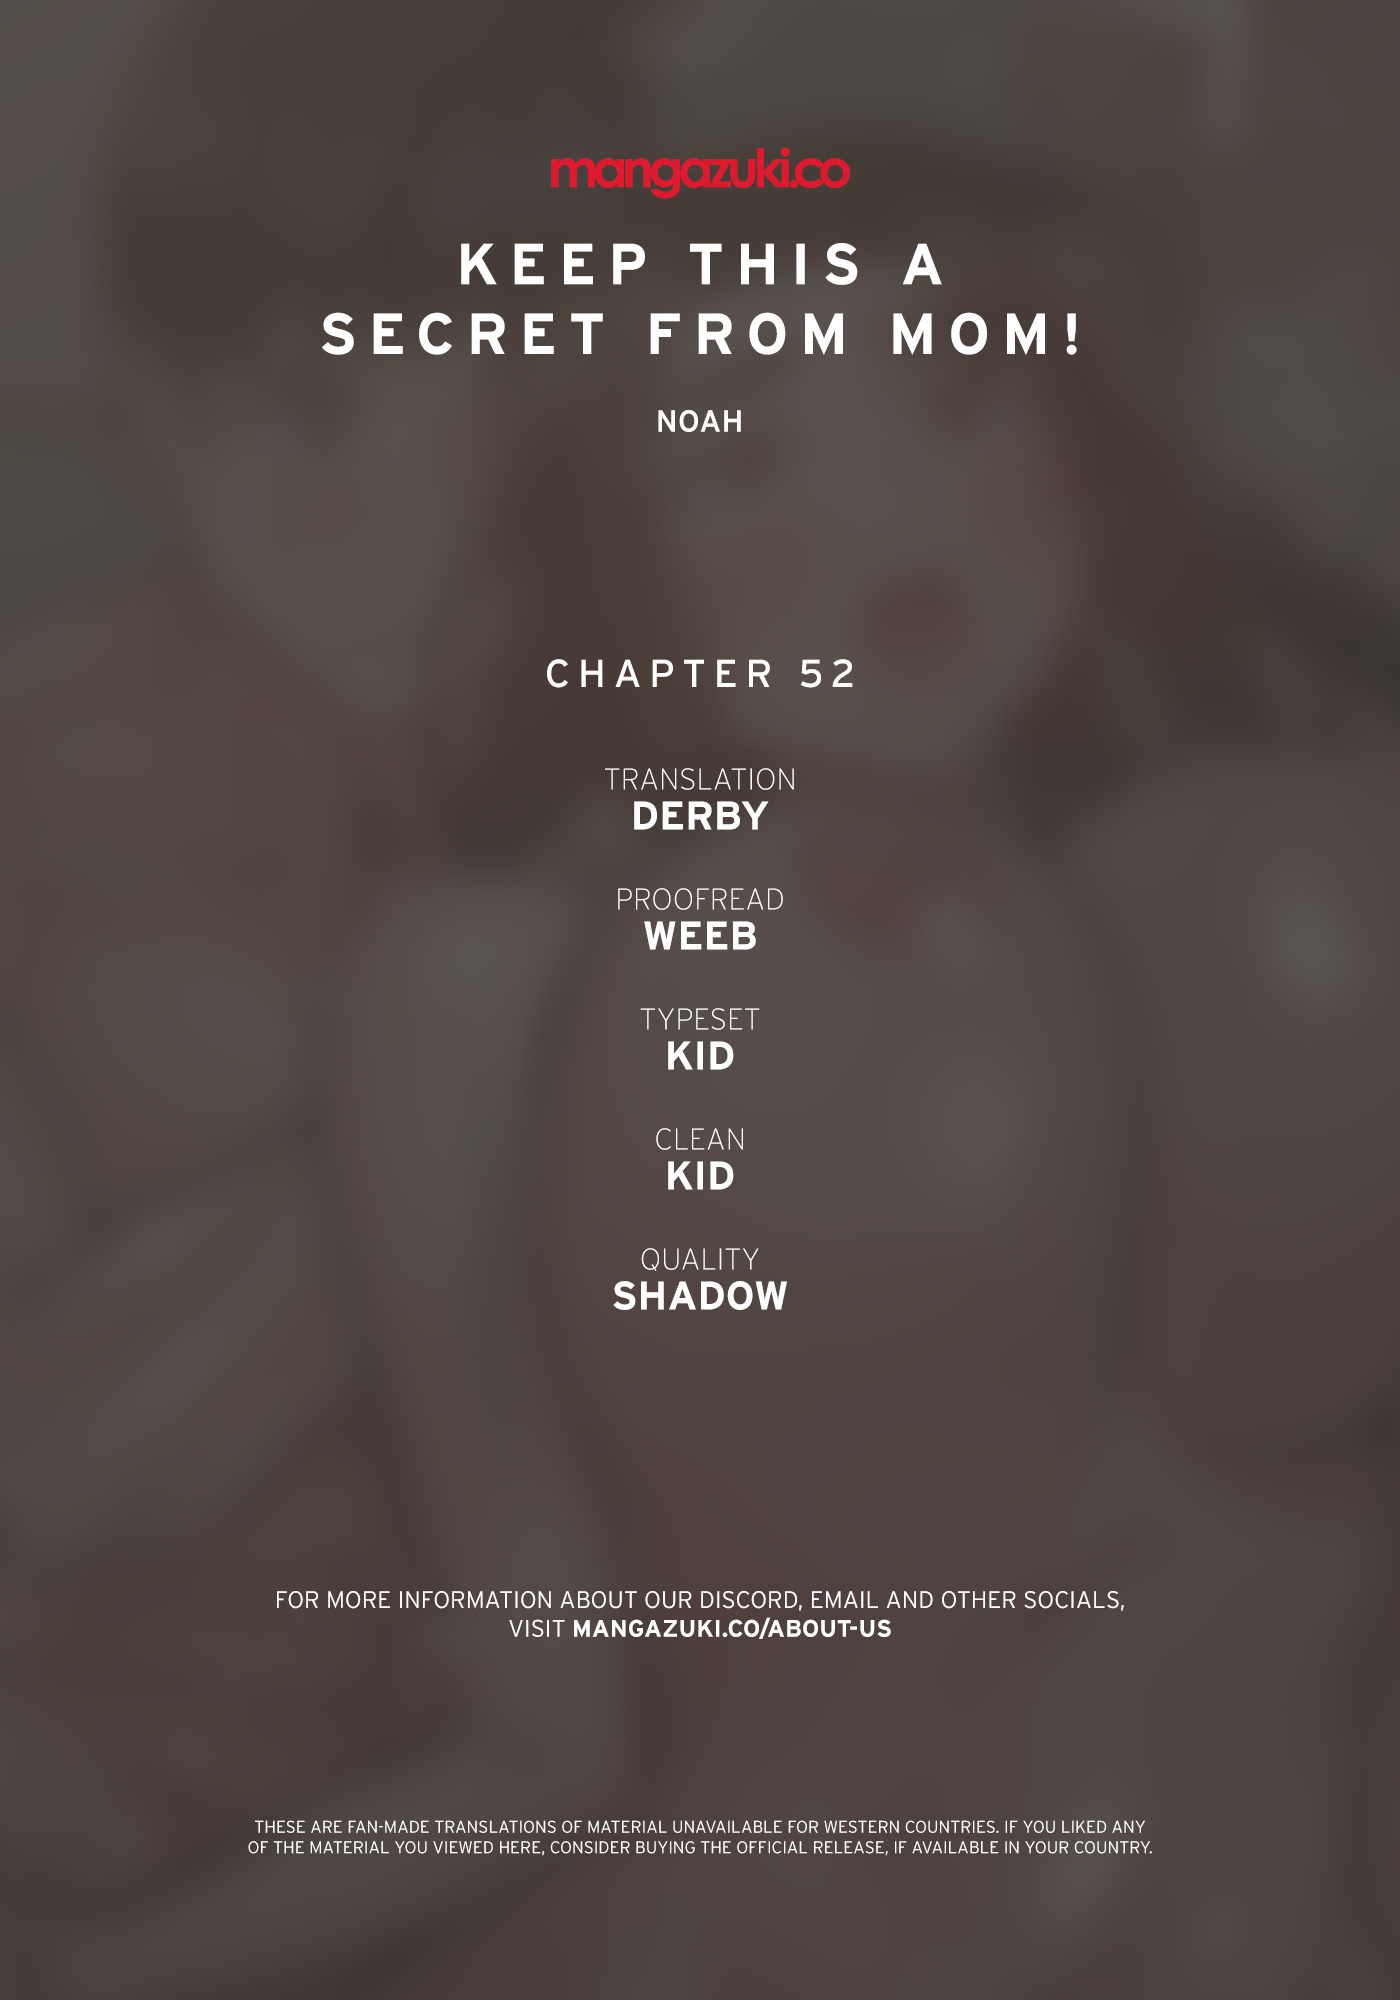 mangazuki.co
KEEP THIS A
SECRET FROM MOM!
NOAH
CHAPTER 52
TRANSLATION
DERBY
PROOFREAD
WEEB
TYPESET
KID
CLEAN
KID
QUALITY
SHADOW
FOR MORE INFORMATION ABOUT OUR DISCORD, EMAIL AND OTHER SOCIALS,
VISIT MANGAZUKI.CO/ABOUT-US
THESE ARE FAN-MADE TRANSLATIONS OF MATERIAL UNAVAILABLE FOR WESTERN COUNTRIES. IF YOU LIKED ANY
OF THE MATERIAL YOU VIEWED HERE, CONSIDER BUYING THE OFFICIAL RELEASE, IF AVAILABLE IN YOUR COUNTRY.